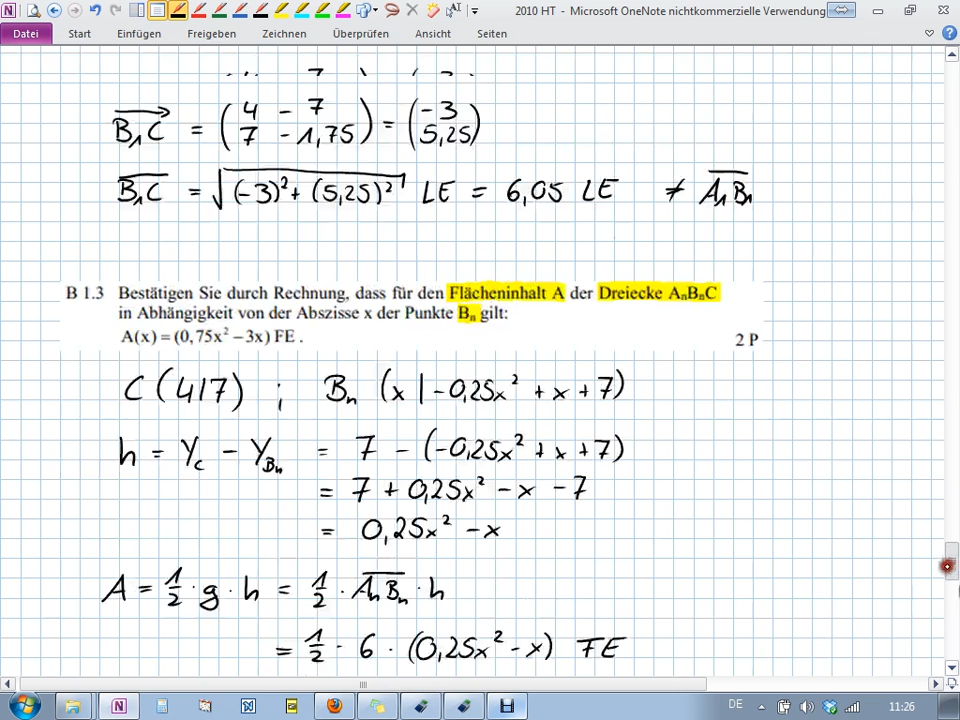 2010 HT - Microsoft OneNote nichtkommerzielle Verwendung
Datei Start Einfügen Freigeben Zeichnen Überprüfen Ansicht Seiten
B₁C = (4 - 7 / 7 - 1,75) = (-3 / 5,25)
B₁C = √(-3)² + (5,25)² LE = 6,05 LE ≠ AₙBₙ
B 1.3 Bestätigen Sie durch Rechnung, dass für den Flächeninhalt A der Dreiecke AₙBₙC
in Abhängigkeit von der Abszisse x der Punkte Bₙ gilt:
A(x) = (0,75x² − 3x) FE . 2 P
C (4|7) ; Bₙ (x | -0,25x² + x + 7)
h = y_C - y_Bₙ = 7 - (-0,25x² + x + 7)
= 7 + 0,25x² - x - 7
= 0,25x² - x
A = 1/2 · g · h = 1/2 · AₙBₙ · h
= 1/2 · 6 · (0,25x² - x) FE
DE 11:26